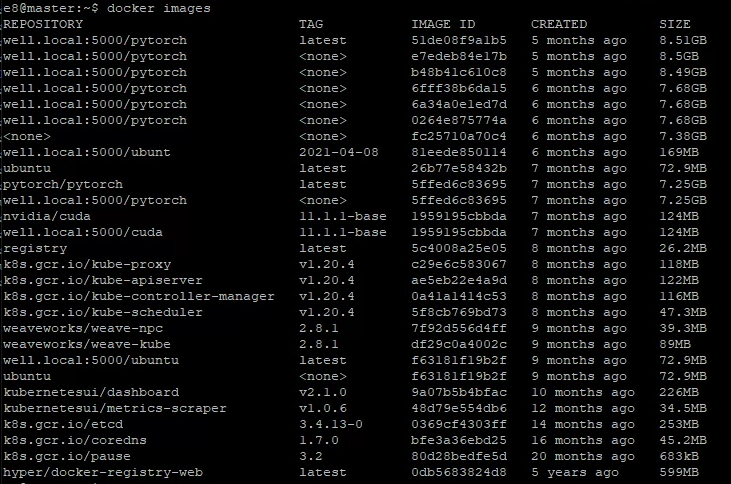 e8@master:~$ docker images
REPOSITORY TAG IMAGE ID CREATED SIZE
well.local:5000/pytorch latest 51de08f9a1b5 5 months ago 8.51GB
well.local:5000/pytorch <none> e7edeb84e17b 5 months ago 8.5GB
well.local:5000/pytorch <none> b48b41c610c8 5 months ago 8.49GB
well.local:5000/pytorch <none> 6fff38b6da15 6 months ago 7.68GB
well.local:5000/pytorch <none> 6a34a0e1ed7d 6 months ago 7.68GB
well.local:5000/pytorch <none> 0264e875774a 6 months ago 7.68GB
<none> <none> fc25710a70c4 6 months ago 7.38GB
well.local:5000/ubunt 2021-04-08 81eede850114 6 months ago 169MB
ubuntu latest 26b77e58432b 7 months ago 72.9MB
pytorch/pytorch latest 5ffed6c83695 7 months ago 7.25GB
well.local:5000/pytorch <none> 5ffed6c83695 7 months ago 7.25GB
nvidia/cuda 11.1.1-base 1959195cbbda 7 months ago 124MB
well.local:5000/cuda 11.1.1-base 1959195cbbda 7 months ago 124MB
registry latest 5c4008a25e05 8 months ago 26.2MB
k8s.gcr.io/kube-proxy v1.20.4 c29e6c583067 8 months ago 118MB
k8s.gcr.io/kube-apiserver v1.20.4 ae5eb22e4a9d 8 months ago 122MB
k8s.gcr.io/kube-controller-manager v1.20.4 0a41a1414c53 8 months ago 116MB
k8s.gcr.io/kube-scheduler v1.20.4 5f8cb769bd73 8 months ago 47.3MB
weaveworks/weave-npc 2.8.1 7f92d556d4ff 9 months ago 39.3MB
weaveworks/weave-kube 2.8.1 df29c0a4002c 9 months ago 89MB
well.local:5000/ubuntu latest f63181f19b2f 9 months ago 72.9MB
ubuntu <none> f63181f19b2f 9 months ago 72.9MB
kubernetesui/dashboard v2.1.0 9a07b5b4bfac 10 months ago 226MB
kubernetesui/metrics-scraper v1.0.6 48d79e554db6 12 months ago 34.5MB
k8s.gcr.io/etcd 3.4.13-0 0369cf4303ff 14 months ago 253MB
k8s.gcr.io/coredns 1.7.0 bfe3a36ebd25 16 months ago 45.2MB
k8s.gcr.io/pause 3.2 80d28bedfe5d 20 months ago 683kB
hyper/docker-registry-web latest 0db5683824d8 5 years ago 599MB